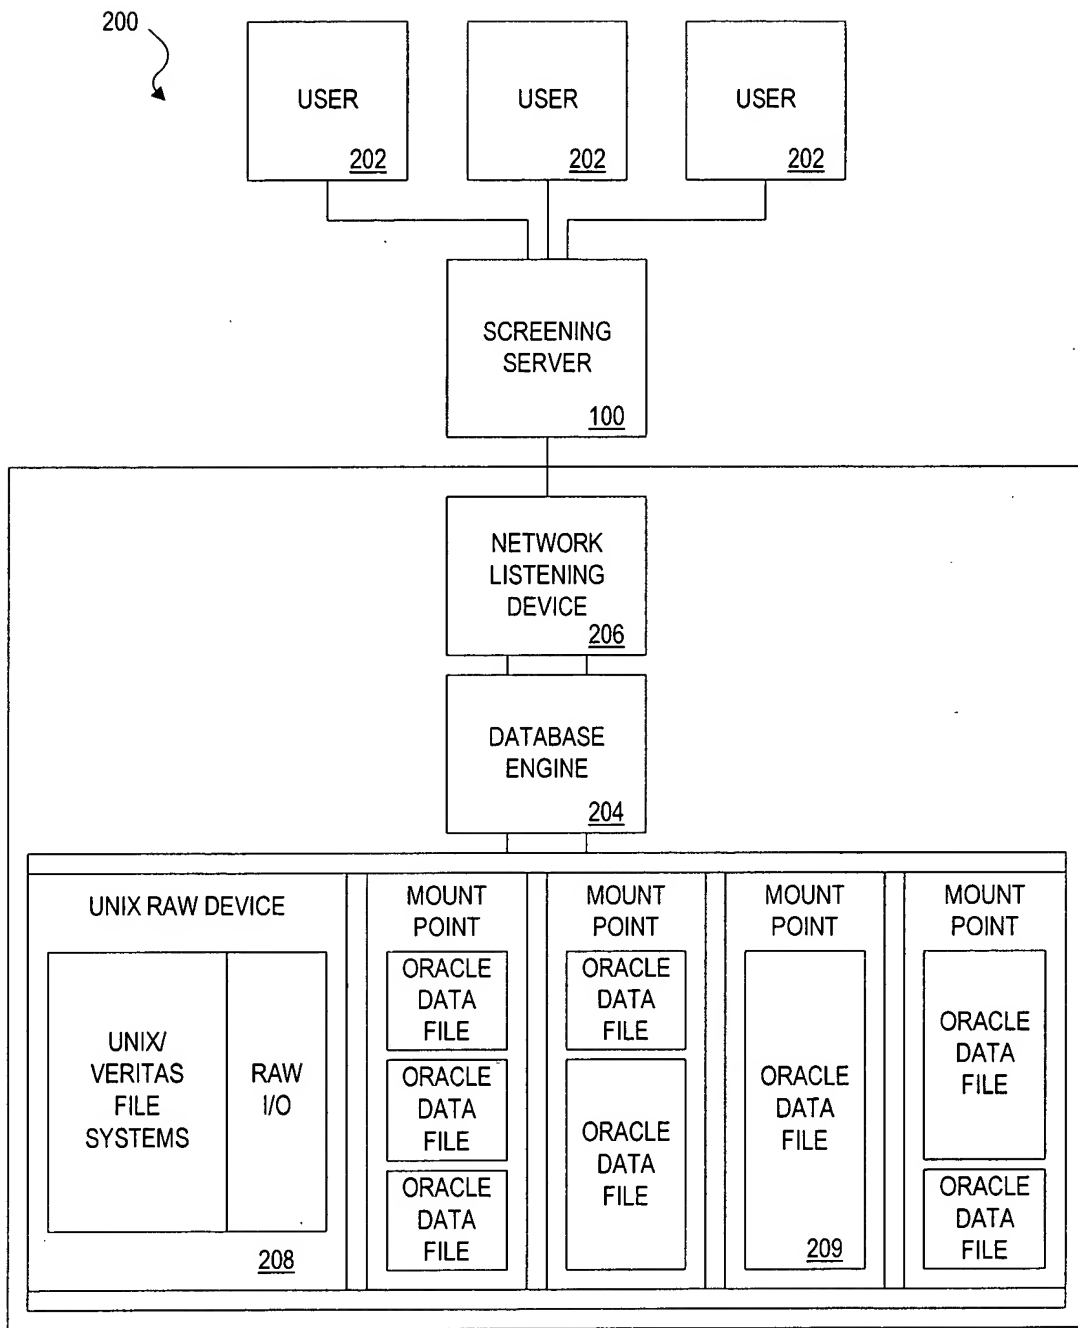 200
USER
202
USER
202
USER
202
SCREENING
SERVER
100
NETWORK
LISTENING
DEVICE
206
DATABASE
ENGINE
204
UNIX RAW DEVICE
UNIX/
VERITAS
FILE
SYSTEMS
RAW
I/O
208
MOUNT
POINT
ORACLE
DATA
FILE
ORACLE
DATA
FILE
ORACLE
DATA
FILE
MOUNT
POINT
ORACLE
DATA
FILE
ORACLE
DATA
FILE
MOUNT
POINT
ORACLE
DATA
FILE
209
MOUNT
POINT
ORACLE
DATA
FILE
ORACLE
DATA
FILE